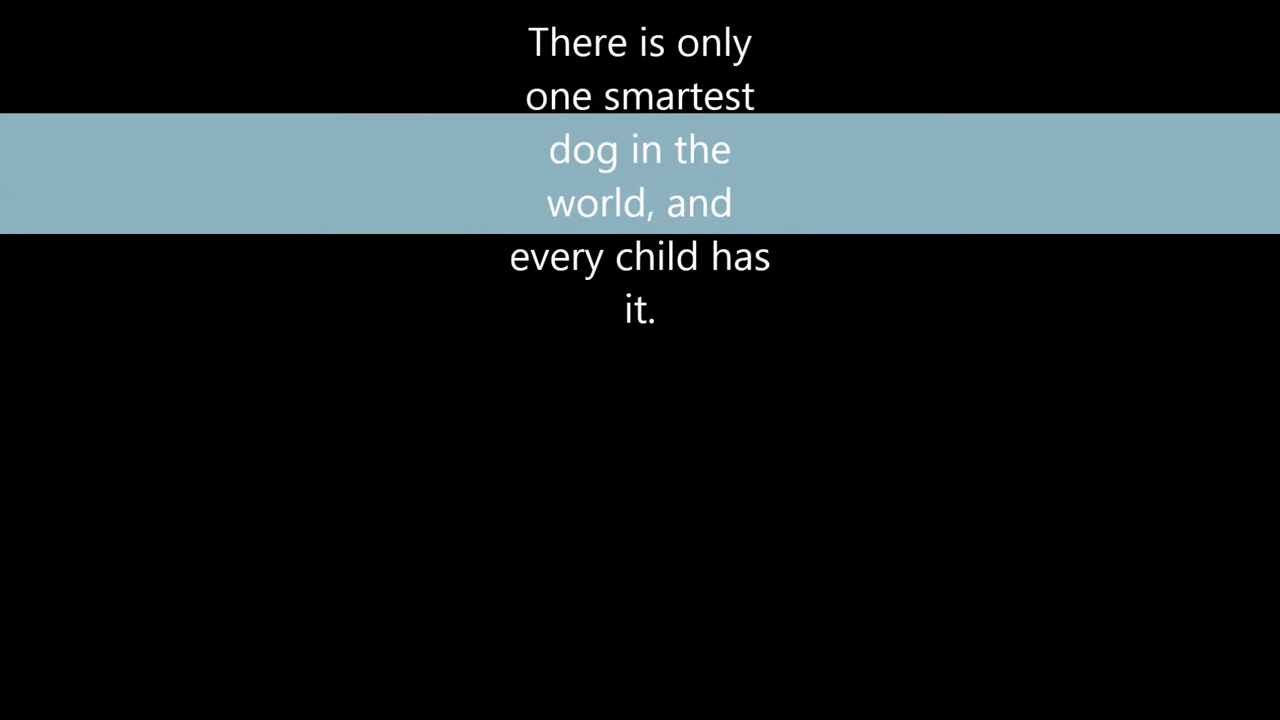 There is only
one smartest
dog in the
world, and
every child has
it.